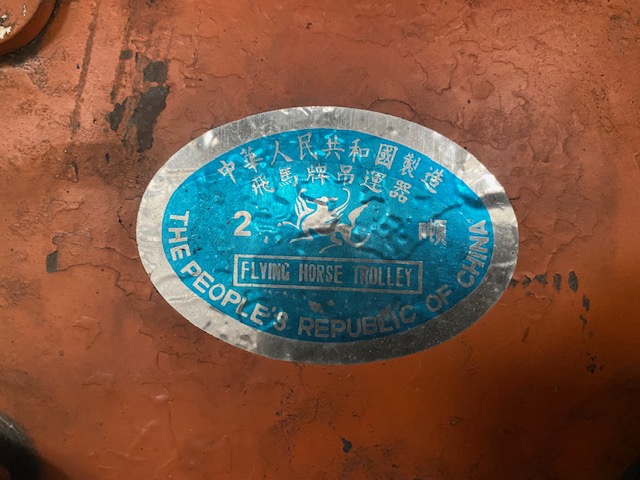 中華人民共和國製造
飛馬牌吊運器
2 噸
FLYING HORSE TROLLEY
THE PEOPLE'S REPUBLIC OF CHINA